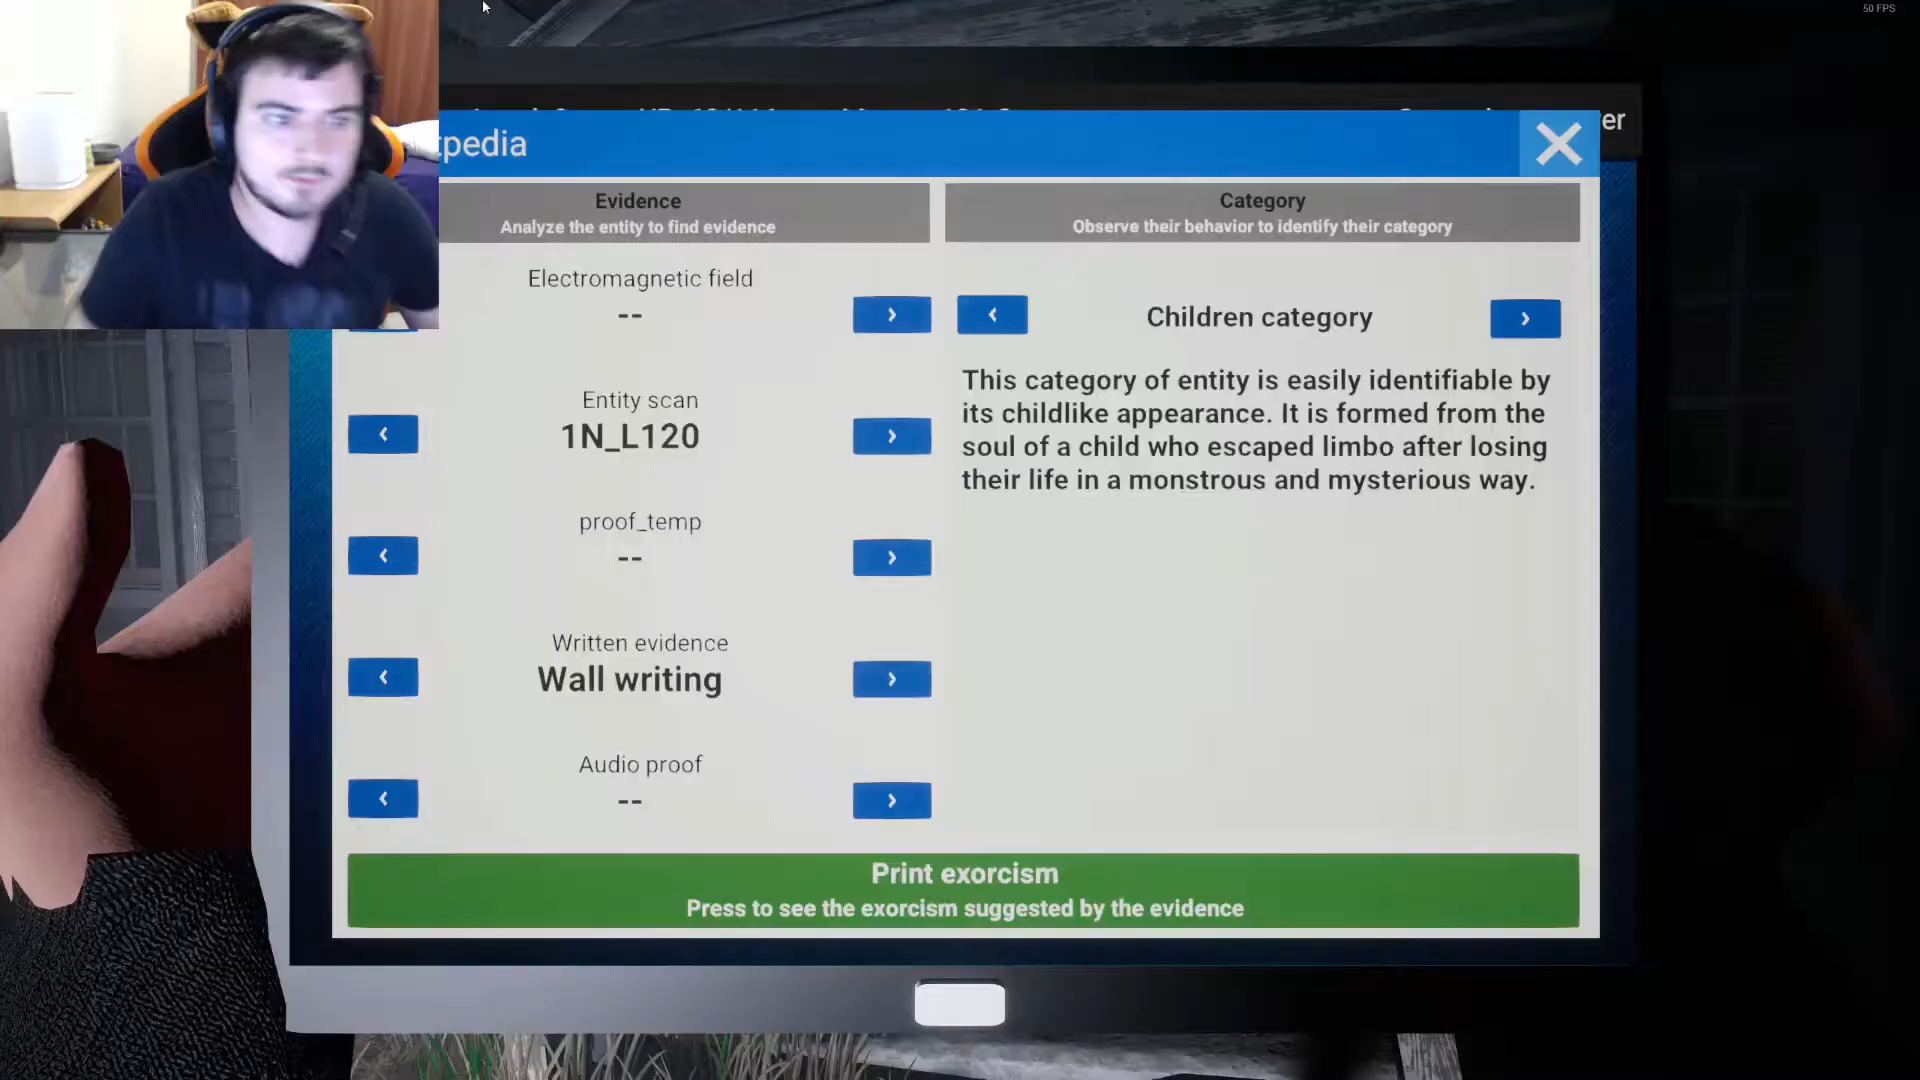 50 FPS
er
tpedia
Evidence
Analyze the entity to find evidence
Category
Observe their behavior to identify their category
Electromagnetic field
--
Entity scan
1N_L120
proof_temp
--
Written evidence
Wall writing
Audio proof
--
Children category
This category of entity is easily identifiable by
its childlike appearance. It is formed from the
soul of a child who escaped limbo after losing
their life in a monstrous and mysterious way.
Print exorcism
Press to see the exorcism suggested by the evidence